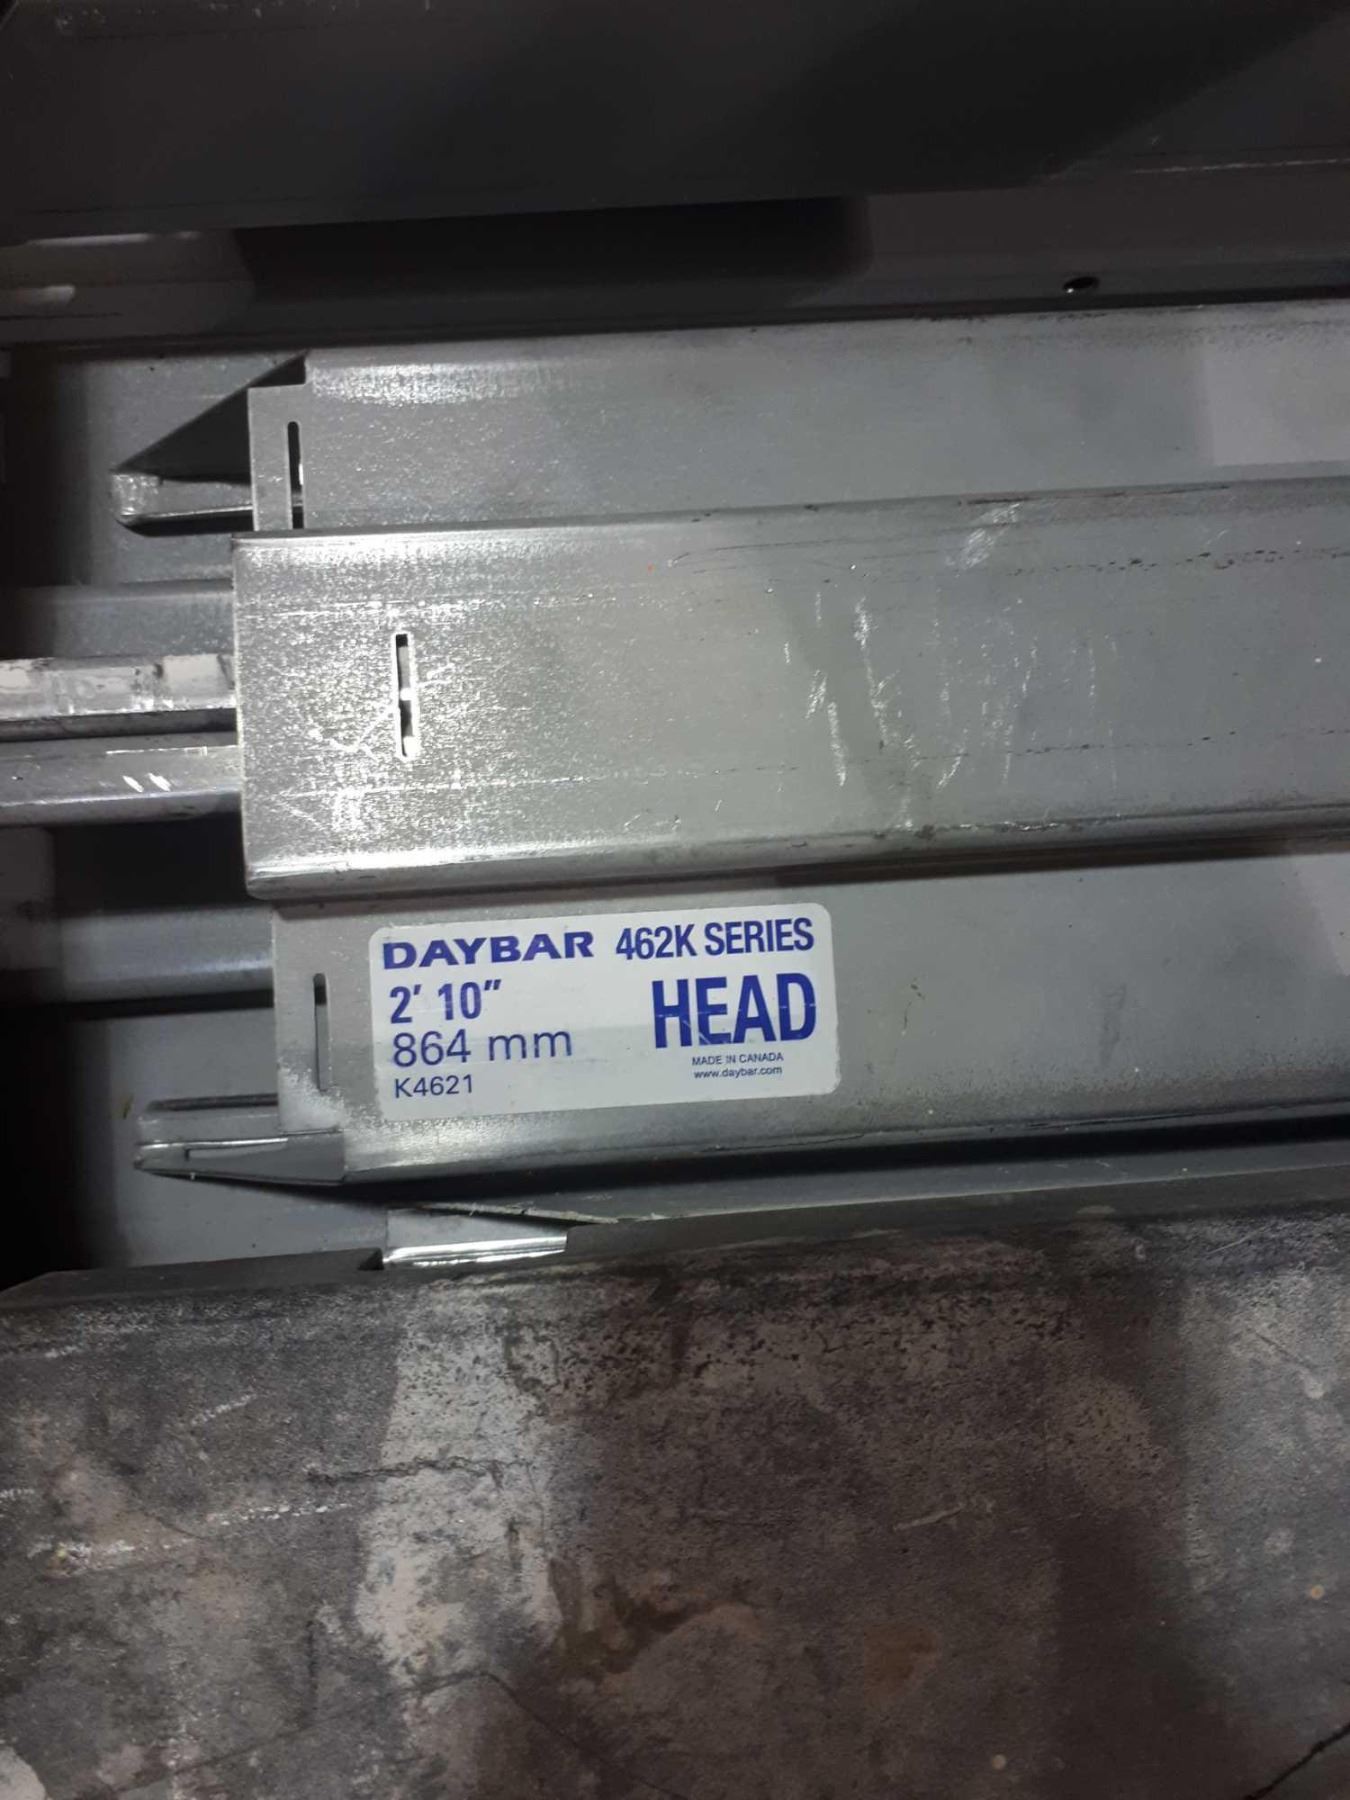 DAYBAR 462K SERIES
2' 10" HEAD
864 mm
MADE IN CANADA
K4621
www.daybar.com